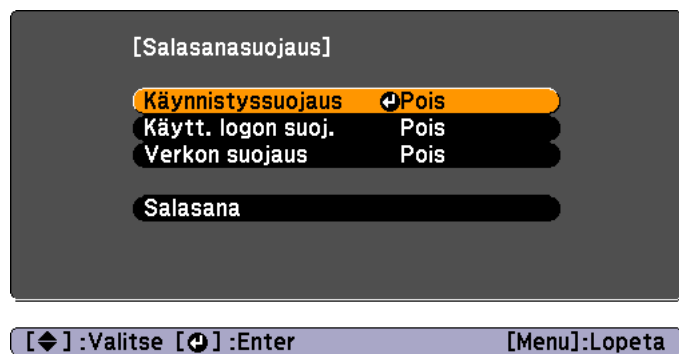 [Salasanasuojaus]
Käynnistyssuojaus Pois
Käytt. logon suoj. Pois
Verkon suojaus Pois
Salasana
[◆] :Valitse [⏎] :Enter [Menu]:Lopeta